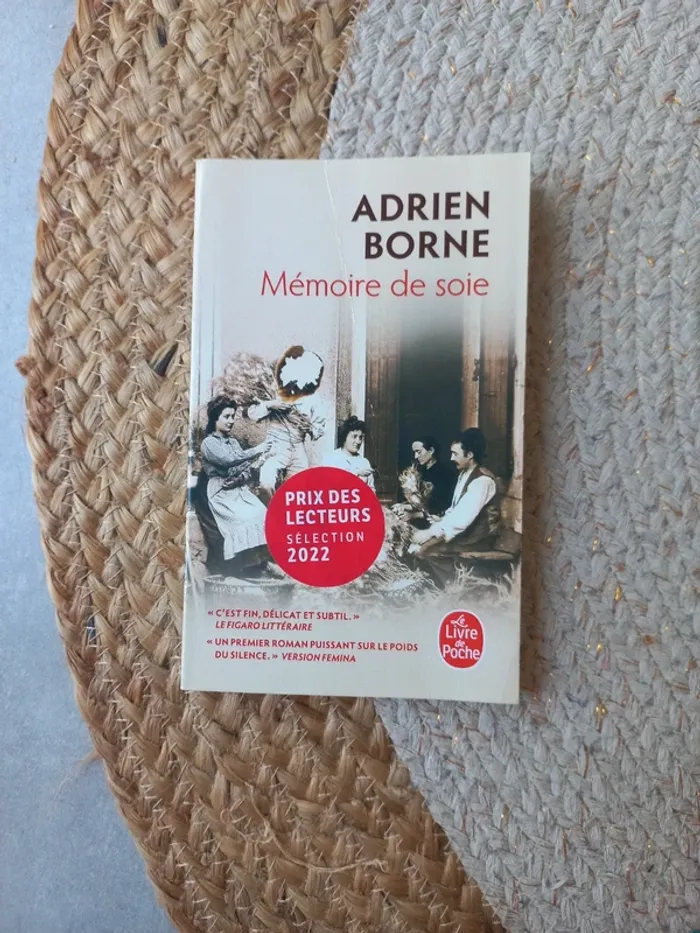 ADRIEN
BORNE
Mémoire de soie
PRIX DES
LECTEURS
SÉLECTION
2022
« C'EST FIN, DÉLICAT ET SUBTIL. »
LE FIGARO LITTÉRAIRE
« UN PREMIER ROMAN PUISSANT SUR LE POIDS
DU SILENCE. » VERSION FEMINA
Le
Livre
de
Poche